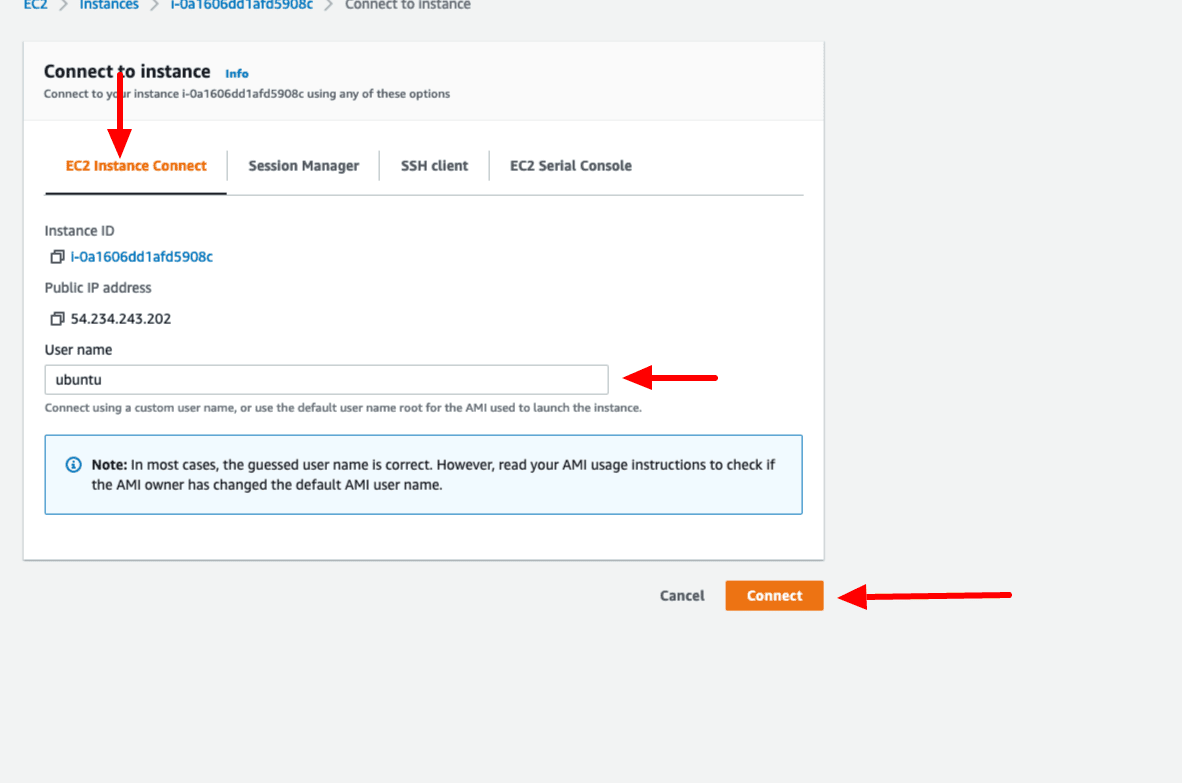 EC2 > Instances > i-0a1606dd1afd5908c > Connect to instance
Connect to instance Info
Connect to your instance i-0a1606dd1afd5908c using any of these options
EC2 Instance Connect Session Manager SSH client EC2 Serial Console
Instance ID
i-0a1606dd1afd5908c
Public IP address
54.234.243.202
User name
ubuntu
Connect using a custom user name, or use the default user name root for the AMI used to launch the instance.
Note: In most cases, the guessed user name is correct. However, read your AMI usage instructions to check if
the AMI owner has changed the default AMI user name.
Cancel Connect